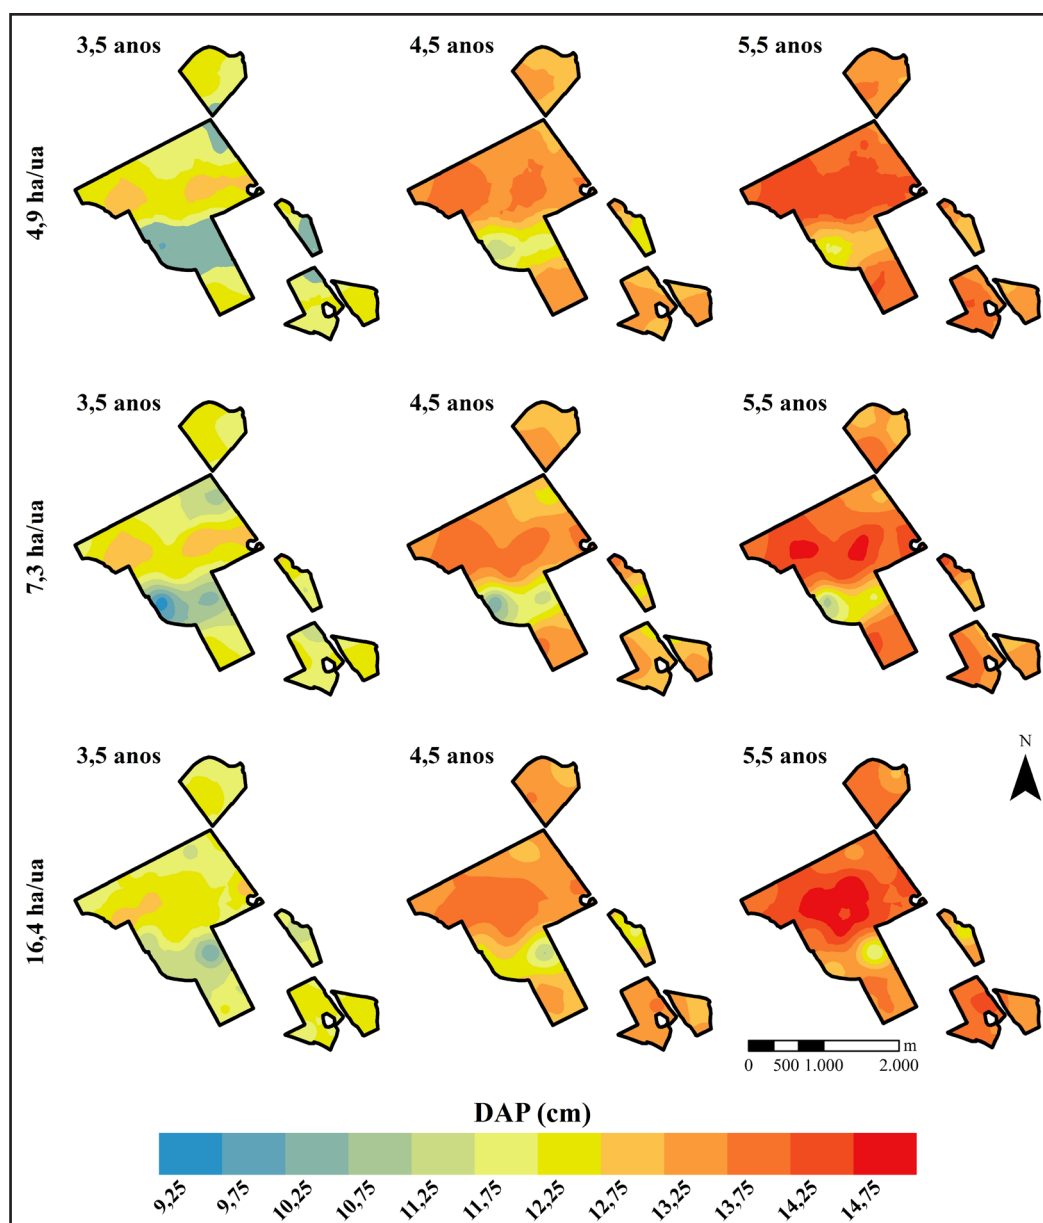 3,5 anos 4,5 anos 5,5 anos
4,9 ha/ua
3,5 anos 4,5 anos 5,5 anos
7,3 ha/ua
3,5 anos 4,5 anos 5,5 anos
N
16,4 ha/ua
m
0 500 1.000 2.000
DAP (cm)
9,25 9,75 10,25 10,75 11,25 11,75 12,25 12,75 13,25 13,75 14,25 14,75